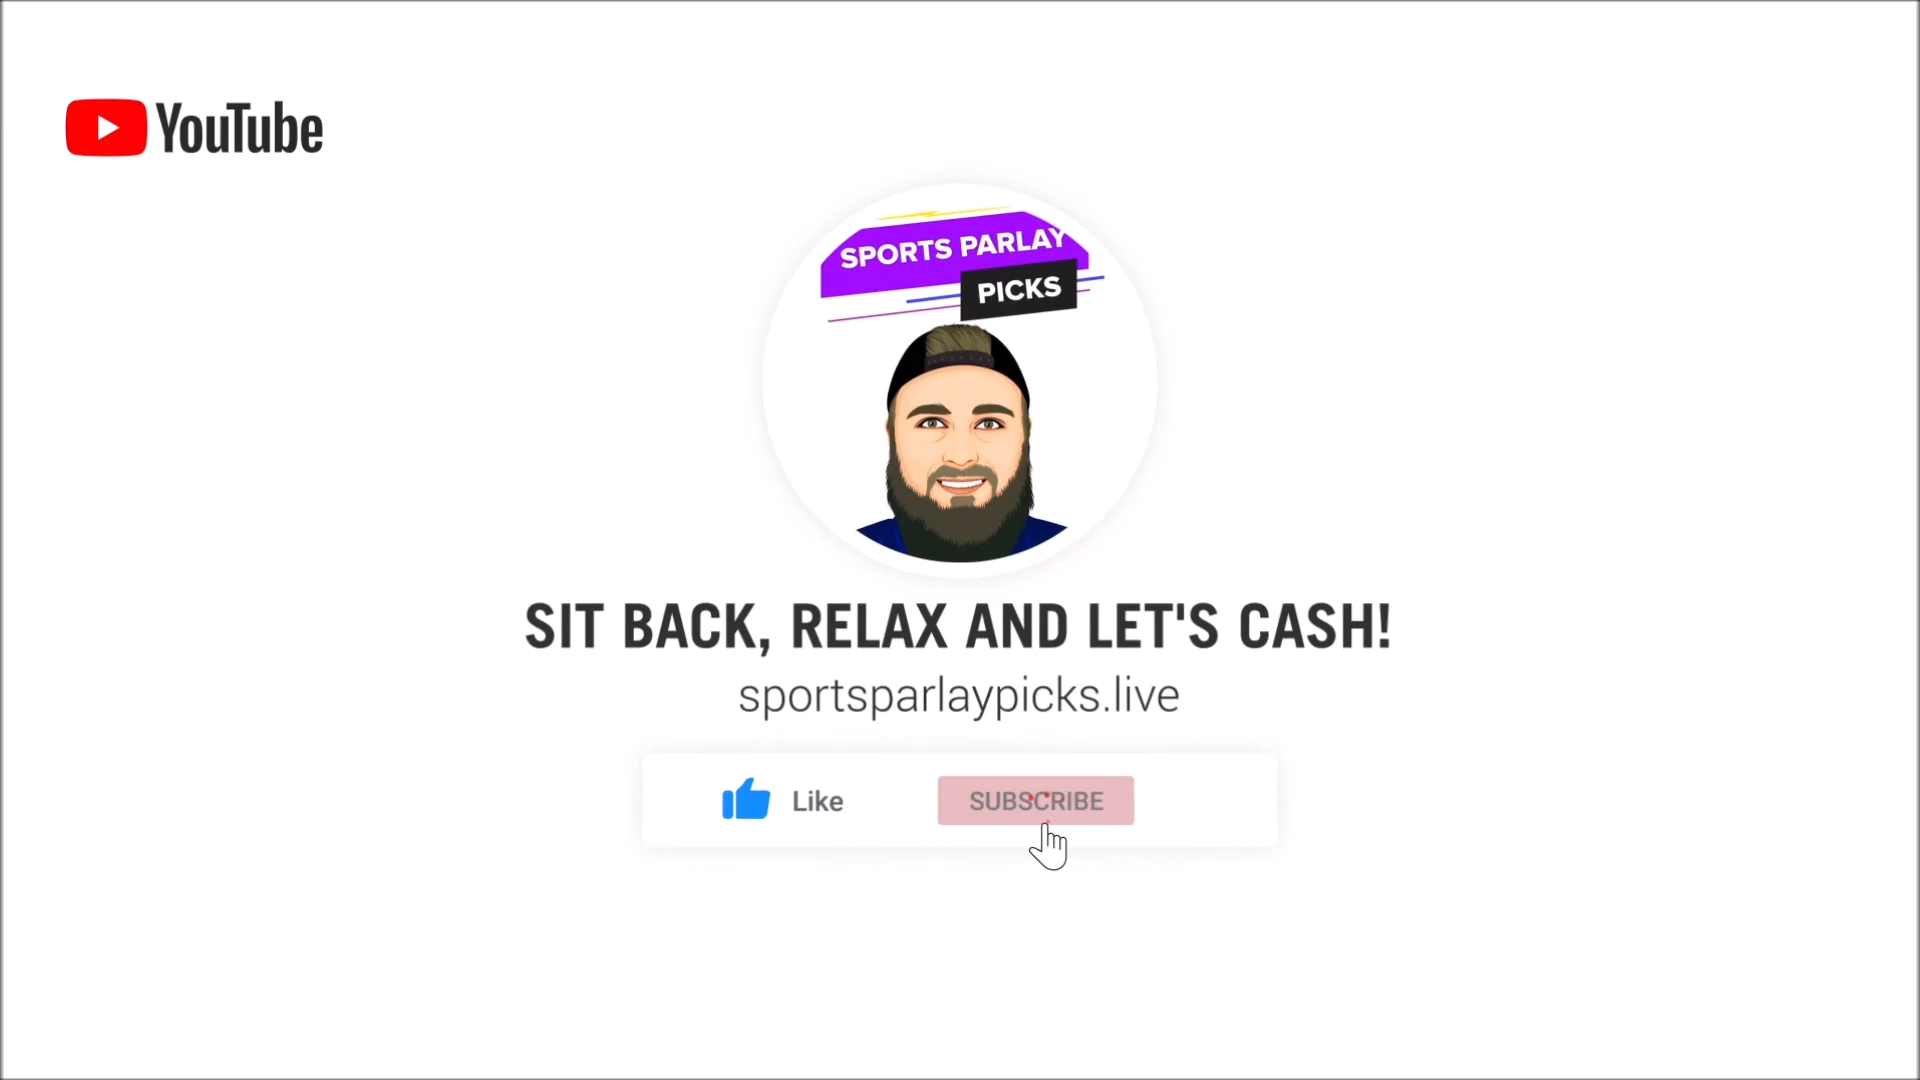 YouTube
SPORTS PARLAY
PICKS
SIT BACK, RELAX AND LET'S CASH!
sportsparlaypicks.live
Like
SUBSCRIBE